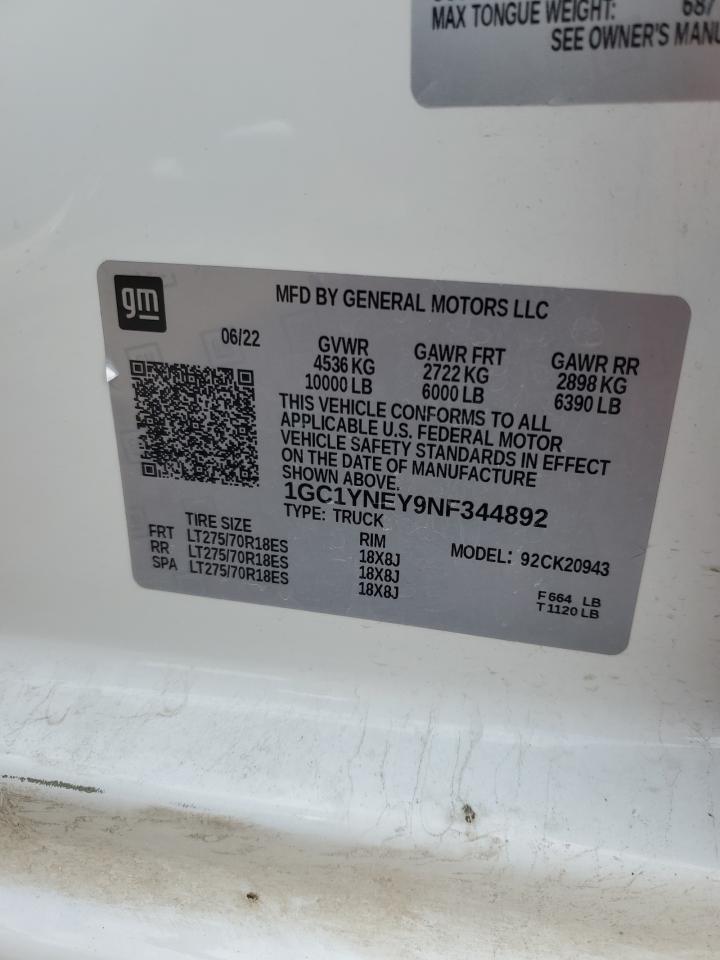 MAX TONGUE WEIGHT: 687
SEE OWNER'S MANU
gm
MFD BY GENERAL MOTORS LLC
06/22 GVWR GAWR FRT GAWR RR
4536 KG 2722 KG 2898 KG
10000 LB 6000 LB 6390 LB
THIS VEHICLE CONFORMS TO ALL
APPLICABLE U.S. FEDERAL MOTOR
VEHICLE SAFETY STANDARDS IN EFFECT
ON THE DATE OF MANUFACTURE
SHOWN ABOVE.
1GC1YNEY9NF344892
TYPE: TRUCK
TIRE SIZE RIM MODEL: 92CK20943
FRT LT275/70R18ES 18X8J
RR LT275/70R18ES 18X8J
SPA LT275/70R18ES 18X8J
F 664 LB
T 1120 LB